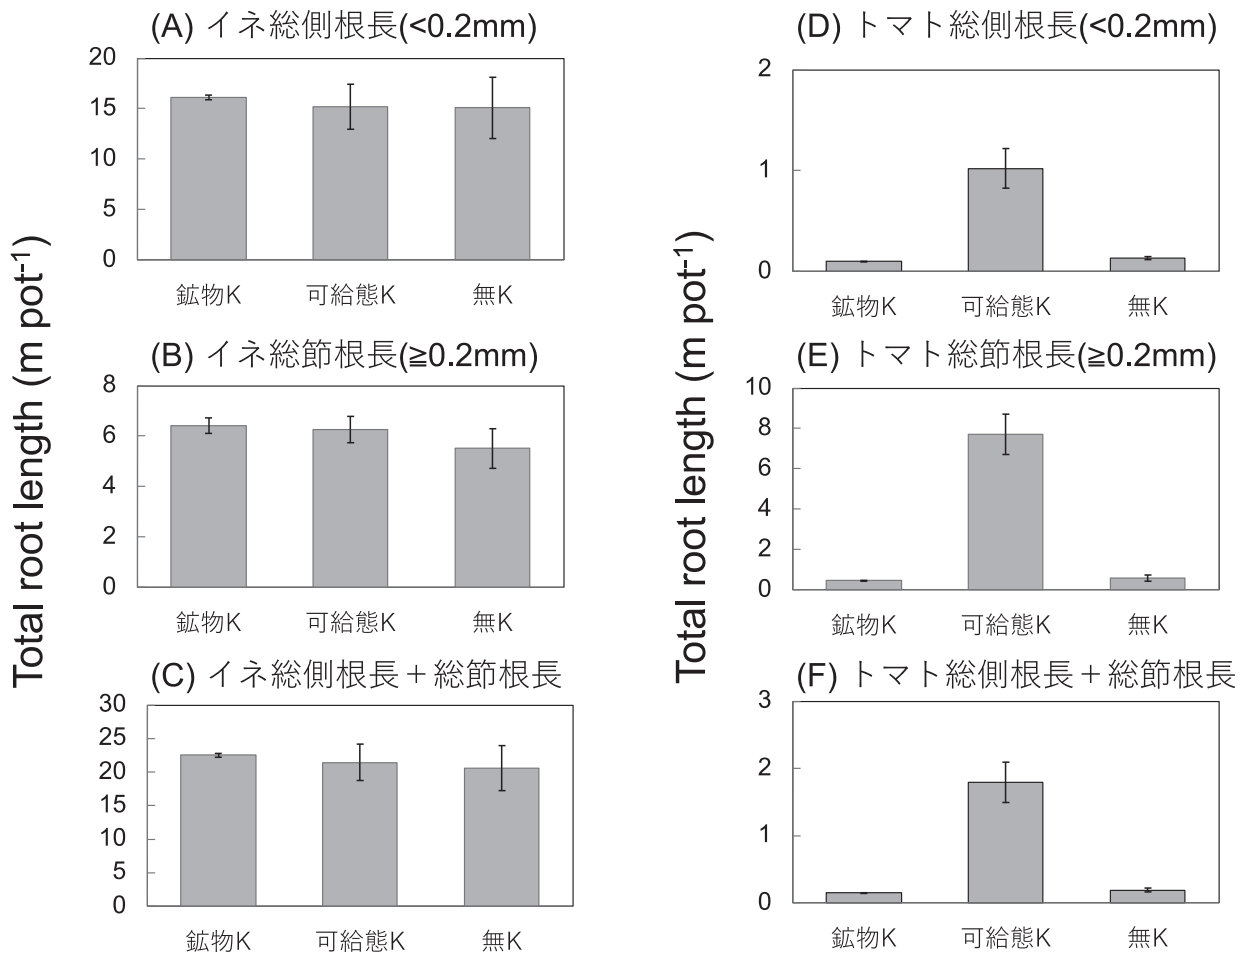 Total root length (m pot-1)
(A) イネ総側根長(<0.2mm)
20
15
10
5
0
鉱物K 可給態K 無K
(B) イネ総節根長(≧0.2mm)
8
6
4
2
0
鉱物K 可給態K 無K
(C) イネ総側根長＋総節根長
30
25
20
15
10
5
0
鉱物K 可給態K 無K
Total root length (m pot-1)
(D) トマト総側根長(<0.2mm)
2
1
0
鉱物K 可給態K 無K
(E) トマト総節根長(≧0.2mm)
10
8
6
4
2
0
鉱物K 可給態K 無K
(F) トマト総側根長＋総節根長
3
2
1
0
鉱物K 可給態K 無K